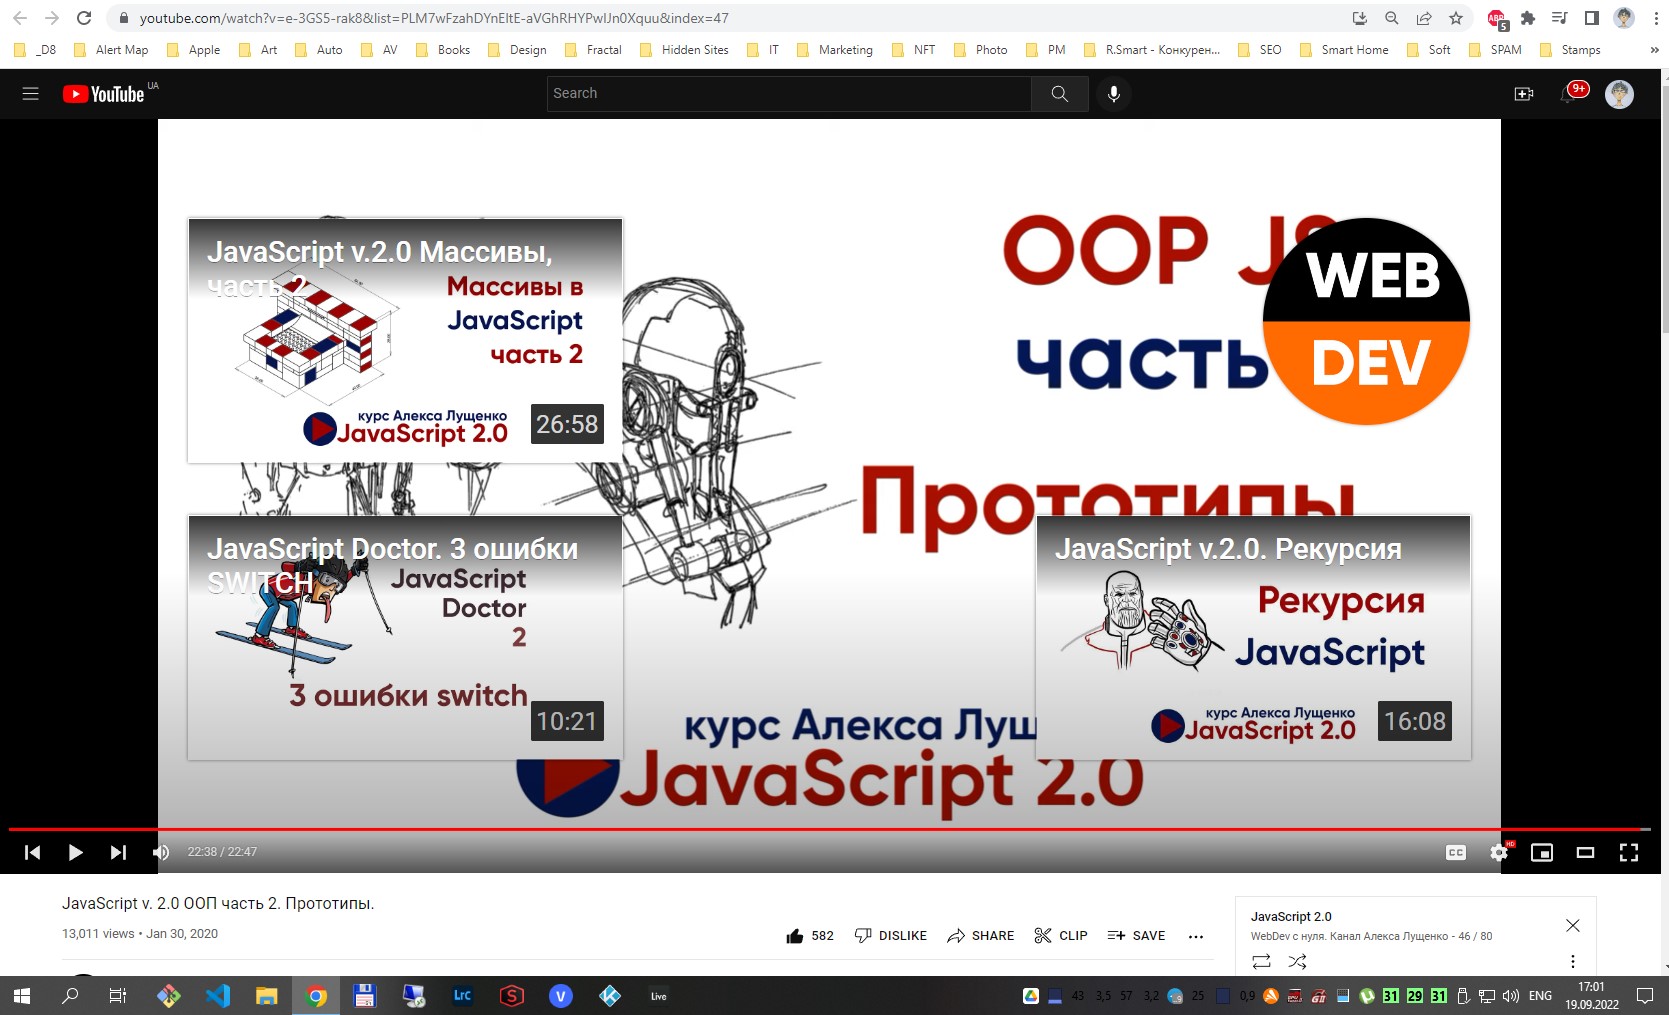 youtube.com/watch?v=e-3GS5-rak8&list=PLM7wFzahDYnEltE-aVGhRHYPwlJn0Xquu&index=47
ABP
5
_D8
Alert Map
Apple
Art
Auto
AV
Books
Design
Fractal
Hidden Sites
IT
Marketing
NFT
Photo
PM
R.Smart - Конкурен...
SEO
Smart Home
Soft
SPAM
Stamps
»
YouTube UA
Search
9+
OOP JS
часть
Прототипы
WEB
DEV
JavaScript v.2.0 Массивы,
часть 2
Массивы в
JavaScript
часть 2
курс Алекса Лущенко
JavaScript 2.0
26:58
JavaScript Doctor. 3 ошибки
SWITCH
JavaScript
Doctor
2
3 ошибки switch
10:21
JavaScript v.2.0. Рекурсия
Рекурсия
JavaScript
курс Алекса Лущенко
JavaScript 2.0
16:08
курс Алекса Лущ
JavaScript 2.0
22:38 / 22:47
CC
HD
JavaScript v. 2.0 ООП часть 2. Прототипы.
13,011 views • Jan 30, 2020
582
DISLIKE
SHARE
CLIP
SAVE
JavaScript 2.0
WebDev с нуля. Канал Алекса Лущенко - 46 / 80
LrC
S
V
Live
43
3,5
57
3,2
25
0,9
31
29
31
ENG
17:01
19.09.2022